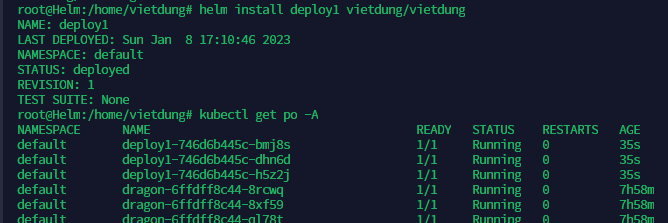 root@Helm:/home/vietdung# helm install deploy1 vietdung/vietdung
NAME: deploy1
LAST DEPLOYED: Sun Jan  8 17:10:46 2023
NAMESPACE: default
STATUS: deployed
REVISION: 1
TEST SUITE: None
root@Helm:/home/vietdung# kubectl get po -A
NAMESPACE NAME READY STATUS RESTARTS AGE
default deploy1-746d6b445c-bmj8s 1/1 Running 0 35s
default deploy1-746d6b445c-dhn6d 1/1 Running 0 35s
default deploy1-746d6b445c-h5z2j 1/1 Running 0 35s
default dragon-6ffdff8c44-8rcwq 1/1 Running 0 7h58m
default dragon-6ffdff8c44-8xf59 1/1 Running 0 7h58m
default dragon-6ffdff8c44-ql78t 1/1 Running 0 7h58m